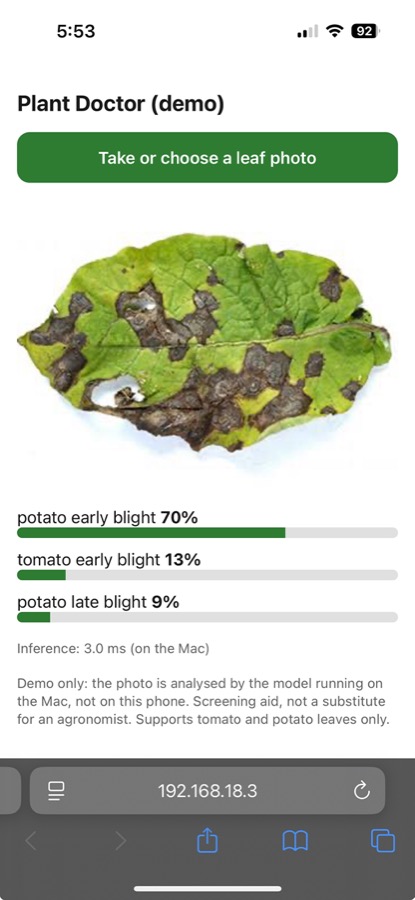 5:53
92
Plant Doctor (demo)
Take or choose a leaf photo
potato early blight 70%
tomato early blight 13%
potato late blight 9%
Inference: 3.0 ms (on the Mac)
Demo only: the photo is analysed by the model running on
the Mac, not on this phone. Screening aid, not a substitute
for an agronomist. Supports tomato and potato leaves only.
192.168.18.3